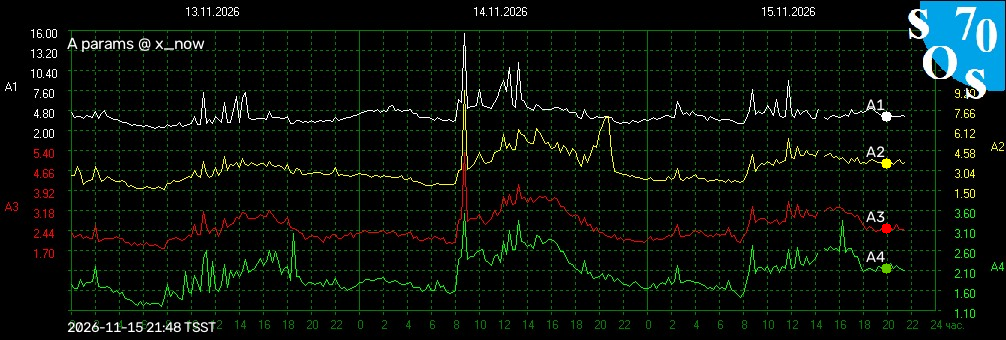 13.11.2026 14.11.2026 15.11.2026
A params @ x_now
S 70
O
S
A1
16.00
13.20
10.40
7.60
4.80
2.00
A3
5.40
4.66
3.92
3.18
2.44
1.70
A1
A2
A3
A4
7.66
6.12
4.58
3.04
1.50
A2
3.60
3.10
2.60
2.10
1.60
1.10
A4
2026-11-15 21:48 TSST
14 16 18 20 22 0 2 4 6 8 10 12 14 16 18 20 22 0 2 4 6 8 10 12 14 16 18 20 22 24 час.